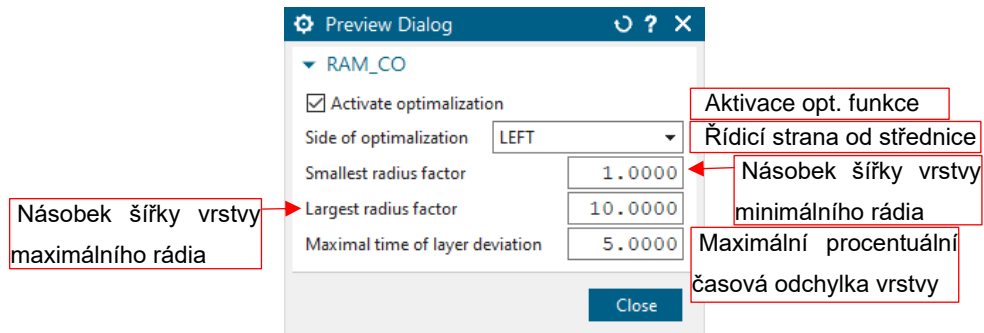 Preview Dialog
RAM_CO
Activate optimalization
Aktivace opt. funkce
Side of optimalization LEFT
Řídicí strana od střednice
Smallest radius factor 1.0000
Násobek šířky vrstvy
minimálního rádia
Násobek šířky vrstvy
maximálního rádia
Largest radius factor 10.0000
Maximal time of layer deviation 5.0000
Maximální procentuální
časová odchylka vrstvy
Close